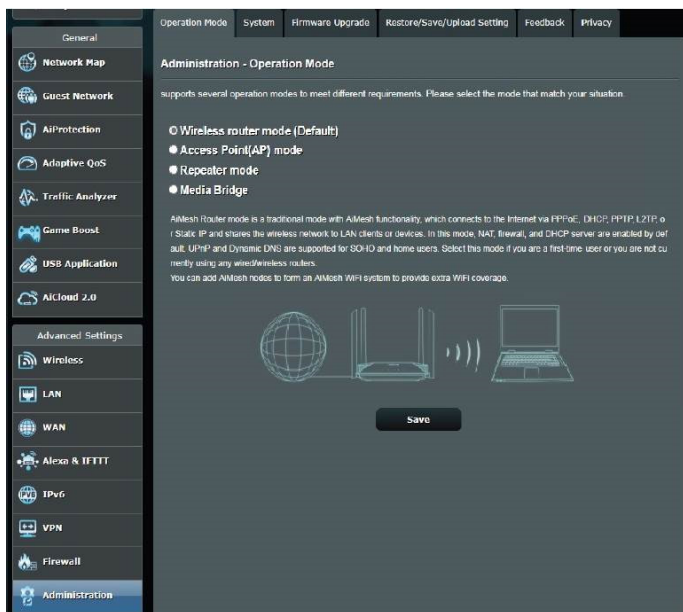 General
Network Map
Guest Network
AiProtection
Adaptive QoS
Traffic Analyzer
Game Boost
USB Application
AiCloud 2.0
Advanced Settings
Wireless
LAN
WAN
Alexa & IFTTT
IPv6
VPN
Firewall
Administration
Operation Mode System Firmware Upgrade Restore/Save/Upload Setting Feedback Privacy
Administration - Operation Mode
supports several operation modes to meet different requirements. Please select the mode that match your situation.
Wireless router mode (Default)
Access Point(AP) mode
Repeater mode
Media Bridge
AiMesh Router mode is a traditional mode with AiMesh functionality, which connects to the Internet via PPPoE, DHCP, PPTP, L2TP, o
r Static IP and shares the wireless network to LAN clients or devices. In this mode, NAT, firewall, and DHCP server are enabled by def
ault. UPnP and Dynamic DNS are supported for SOHO and home users. Select this mode if you are a first-time user or you are not cu
rrently using any wired/wireless routers.
You can add AiMesh nodes to form an AiMesh WiFi system to provide extra WiFi coverage.
Save